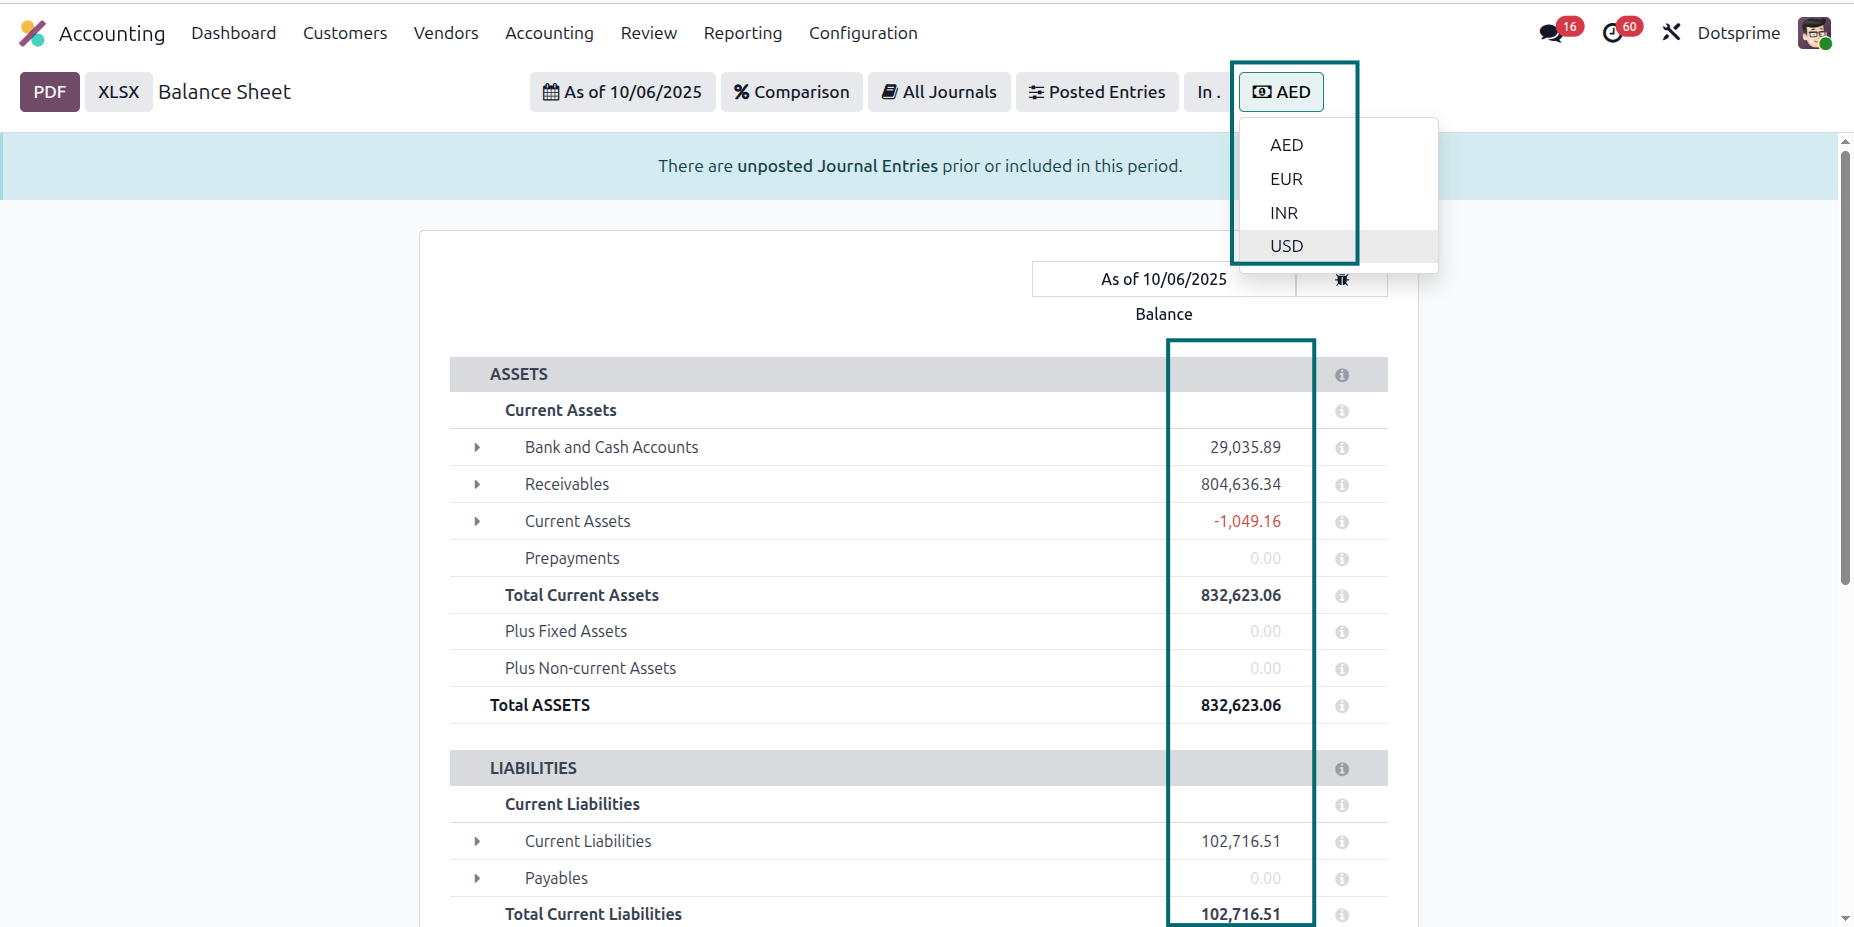 Accounting Dashboard Customers Vendors Accounting Review Reporting Configuration 16 60 Dotsprime
PDF XLSX Balance Sheet As of 10/06/2025 Comparison All Journals Posted Entries In . AED
AED
There are unposted Journal Entries prior or included in this period.
EUR
INR
USD
As of 10/06/2025
Balance
ASSETS
Current Assets
Bank and Cash Accounts 29,035.89
Receivables 804,636.34
Current Assets -1,049.16
Prepayments 0.00
Total Current Assets 832,623.06
Plus Fixed Assets 0.00
Plus Non-current Assets 0.00
Total ASSETS 832,623.06
LIABILITIES
Current Liabilities
Current Liabilities 102,716.51
Payables 0.00
Total Current Liabilities 102,716.51